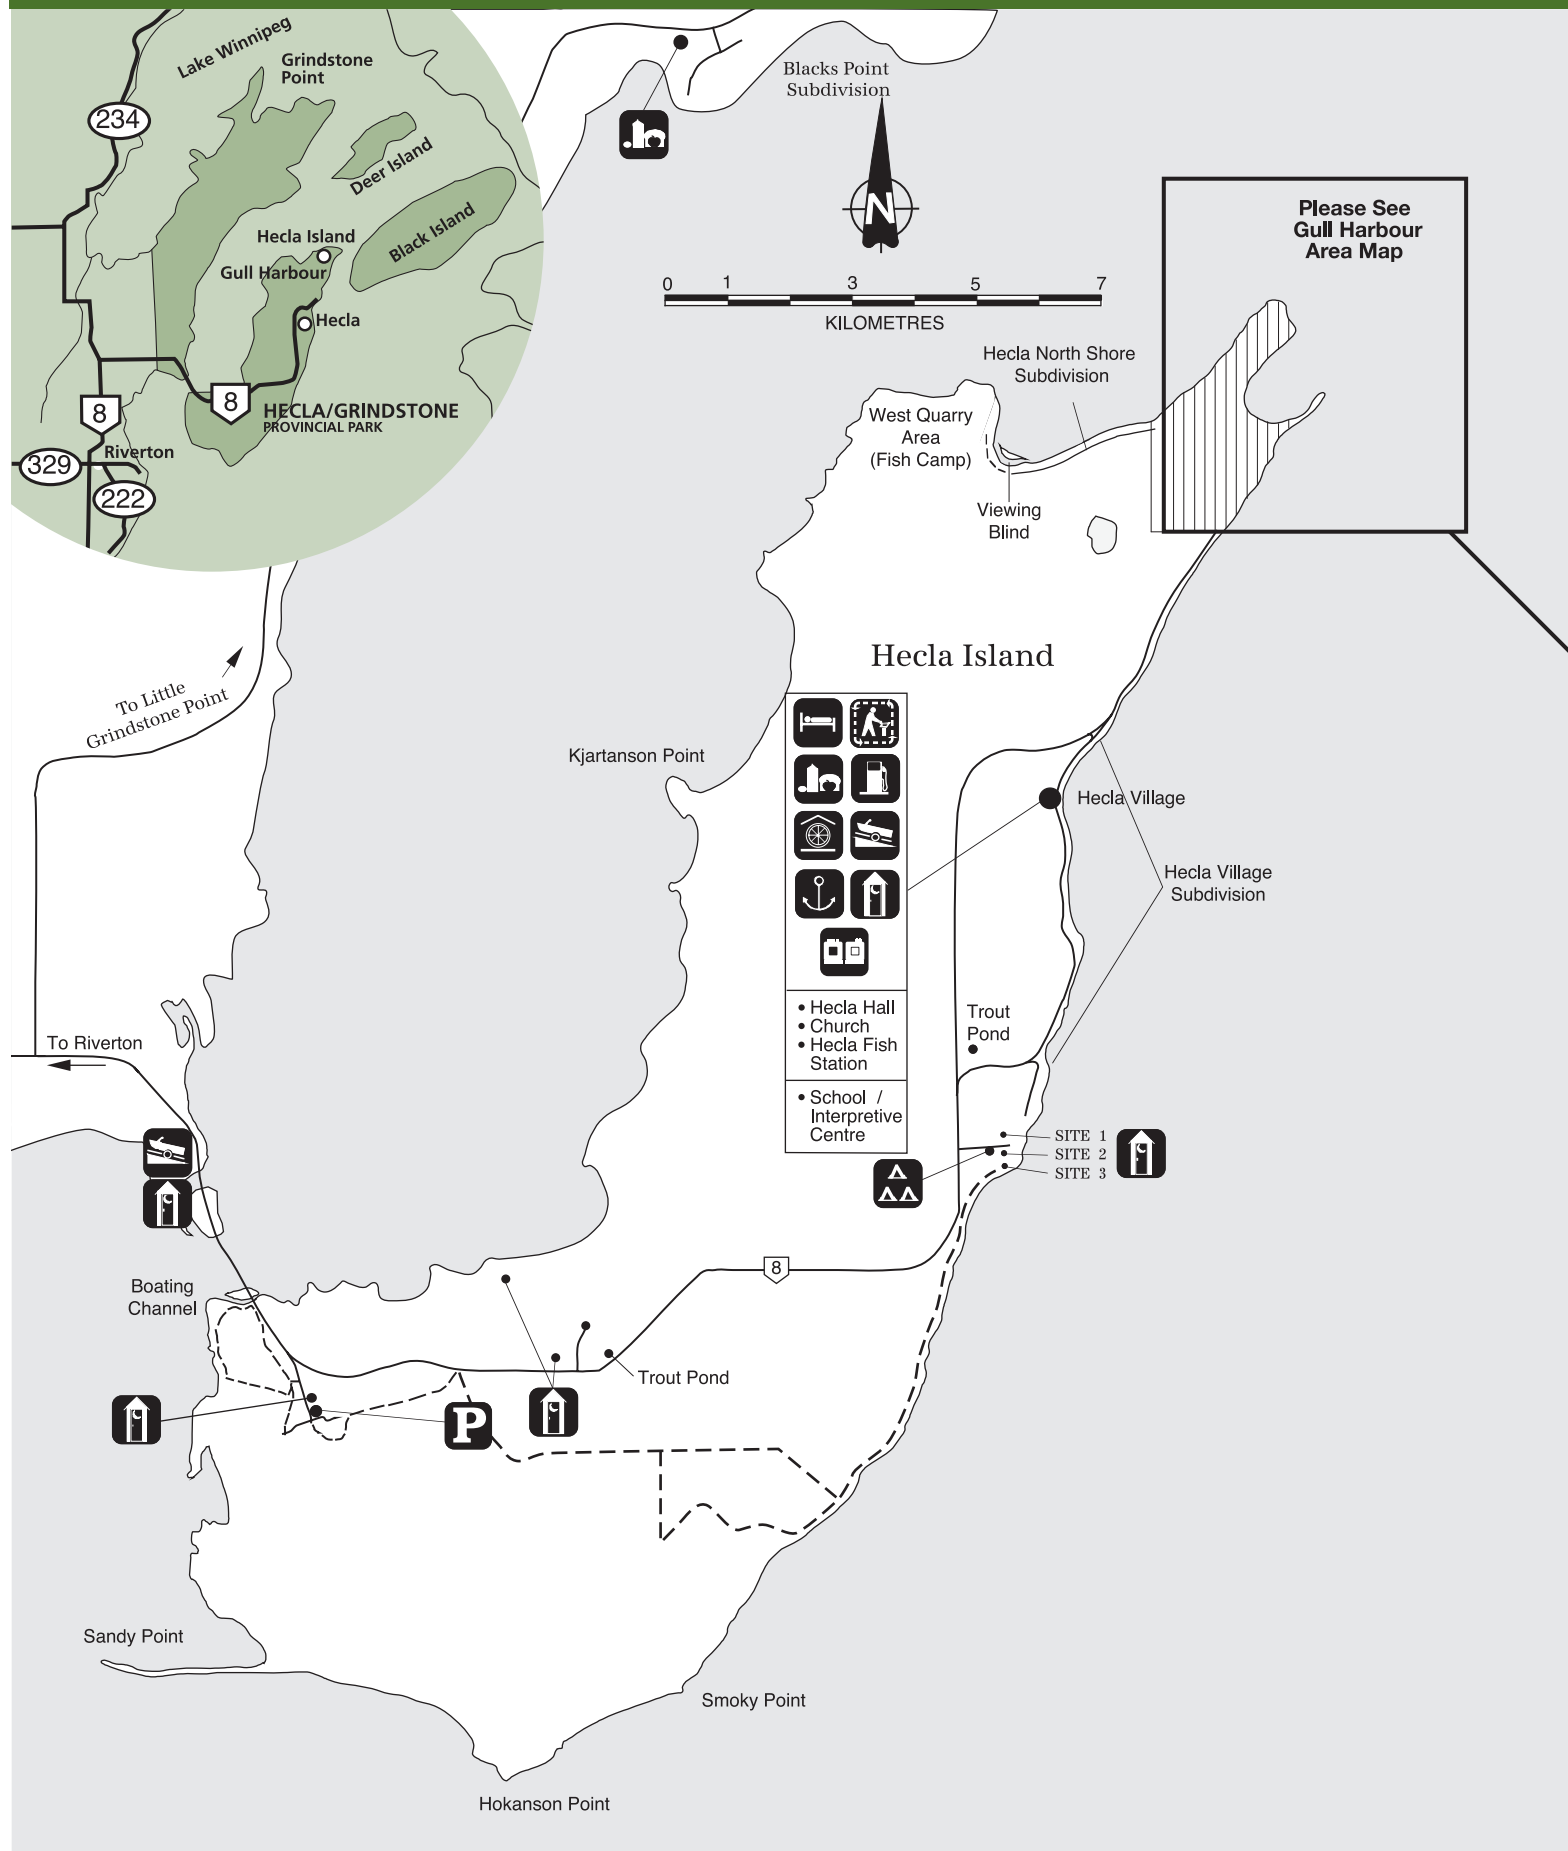 Lake Winnipeg
Grindstone
Point
234
Deer Island
Black Island
Hecla Island
Gull Harbour
Hecla
8
8
HECLA/GRINDSTONE
PROVINCIAL PARK
Riverton
329
222
Blacks Point
Subdivision
N
0 1 3 5 7
KILOMETRES
Please See
Gull Harbour
Area Map
Hecla North Shore
Subdivision
West Quarry
Area
(Fish Camp)
Viewing
Blind
To Little
Grindstone Point
Hecla Island
Kjartanson Point
Hecla Village
Hecla Village
Subdivision
• Hecla Hall
• Church
• Hecla Fish
Station
• School /
Interpretive
Centre
Trout
Pond
To Riverton
SITE 1
SITE 2
SITE 3
8
Boating
Channel
Trout Pond
P
Sandy Point
Smoky Point
Hokanson Point